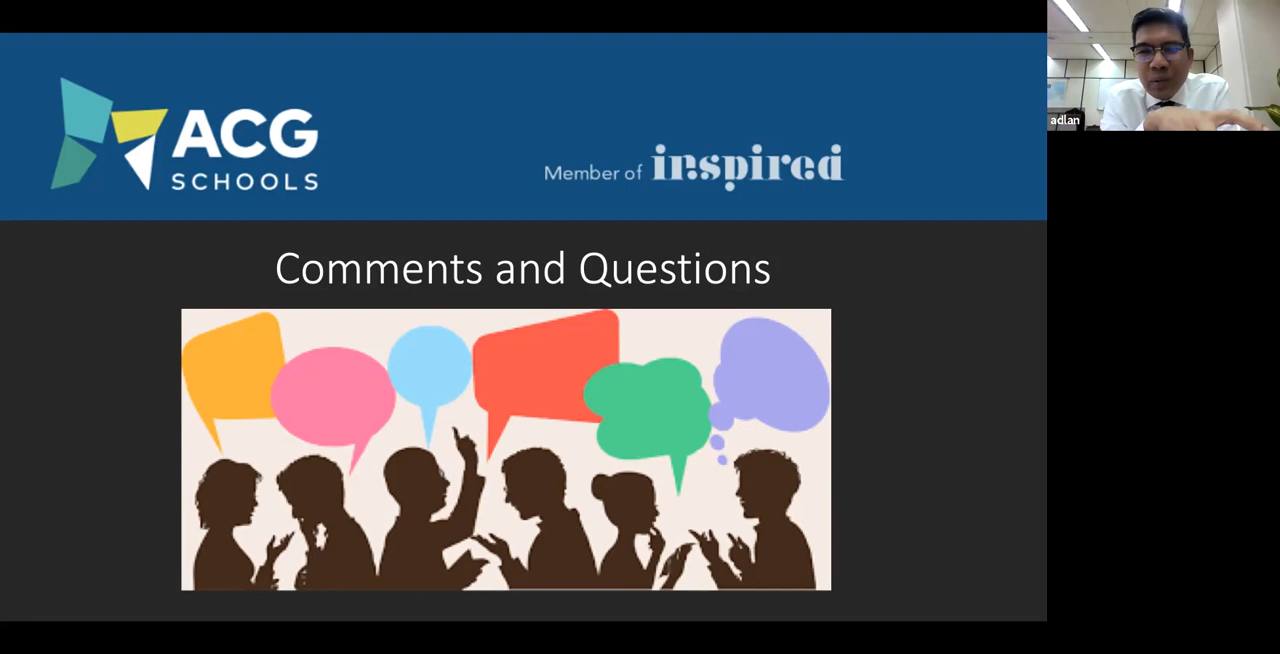 ACG
SCHOOLS
Member of inspired
adlan
Comments and Questions